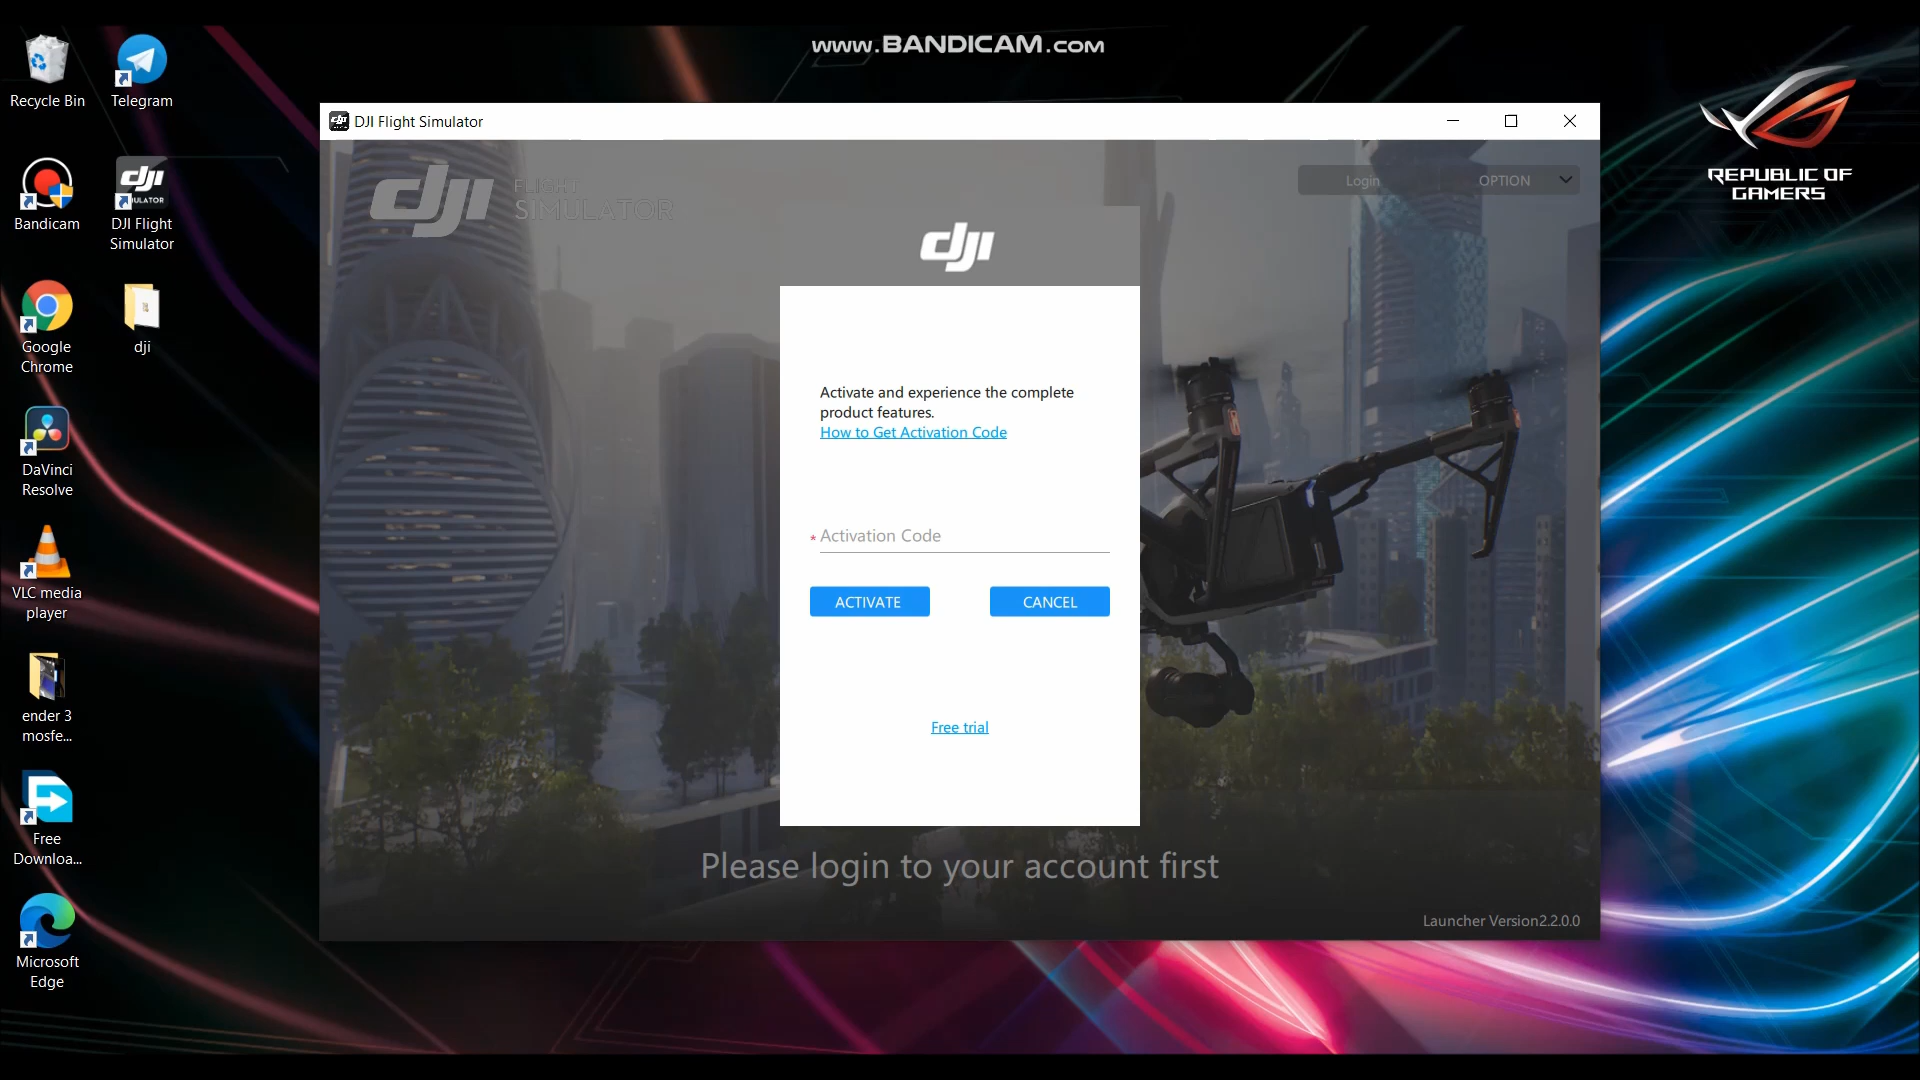 www.BANDICAM.com
Recycle Bin
Telegram
Bandicam
DJI Flight
Simulator
Google
Chrome
dji
DaVinci
Resolve
VLC media
player
ender 3
mosfe...
Free
Downloa...
Microsoft
Edge
DJI Flight Simulator
dji FLIGHT
SIMULATOR
Login
OPTION
dji
Activate and experience the complete
product features.
How to Get Activation Code
* Activation Code
ACTIVATE
CANCEL
Free trial
Please login to your account first
Launcher Version2.2.0.0
REPUBLIC OF
GAMERS